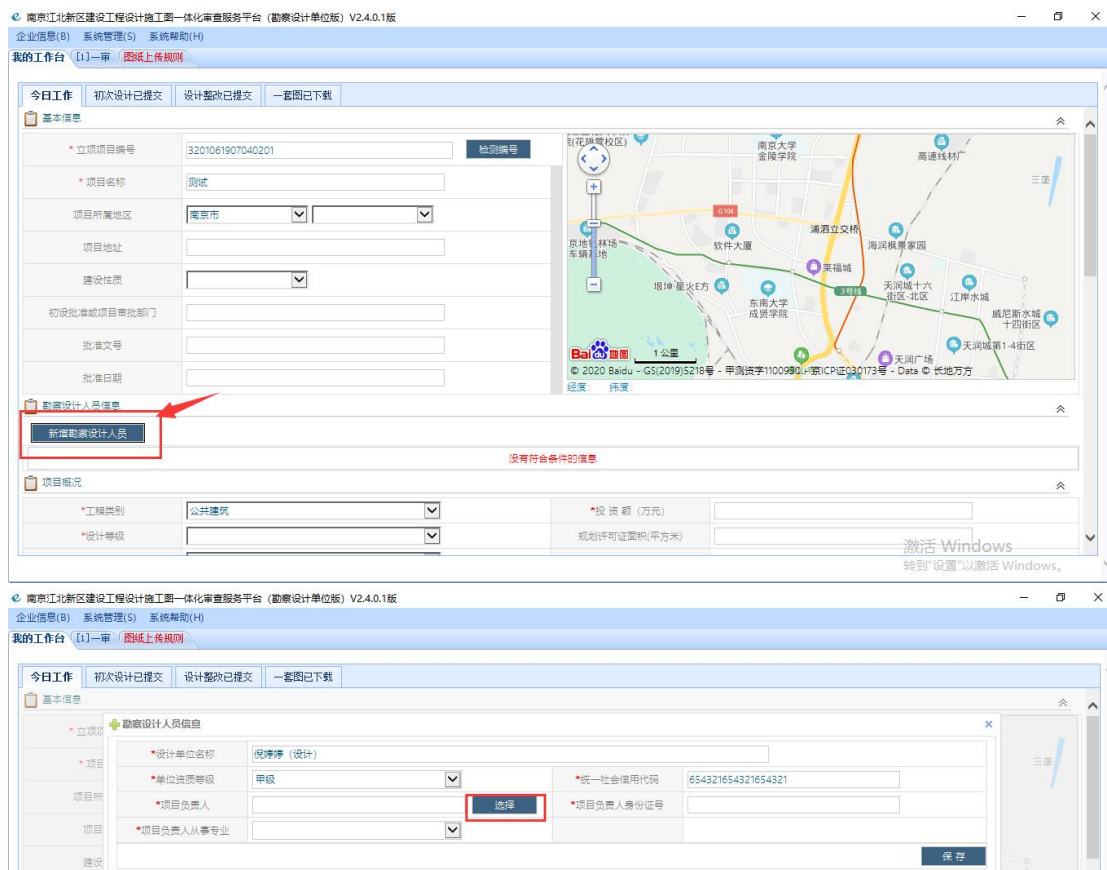 南京江北新区建设工程设计施工图一体化审查服务平台（勘察设计单位版）V2.4.0.1版
企业信息(B) 系统管理(S) 系统帮助(H)
我的工作台 [1]一审 图纸上传规则
今日工作 初次设计已提交 设计整改已提交 一套图已下载
基本信息
* 立项项目编号 3201061907040201 检测编号
* 项目名称 测试
项目所属地区 南京市
项目地址
建设性质
初设批准或项目审批部门
批准文号
批准日期
南京大学
金陵学院
高速线材厂
三座
G104
浦泗立交桥
软件大厦
海润枫景家园
莱福城
垠坤·星火E方
3号线
天润城十六
街区-北区
江岸水城
东南大学
成贤学院
威尼斯水城
十四街区
天润城第1-4街区
天润广场
Bai du 地图 1 公里
© 2020 Baidu - GS(2019)5218号 - 甲测资字1100930 - 京ICP证030173号 - Data © 长地万方
经度： 纬度：
勘察设计人员信息
新增勘察设计人员
没有符合条件的信息
项目概况
*工程类别 公共建筑 *投 资 额（万元）
*设计等级 规划许可证面积(平方米)
激活 Windows
转到"设置"以激活 Windows。
南京江北新区建设工程设计施工图一体化审查服务平台（勘察设计单位版）V2.4.0.1版
企业信息(B) 系统管理(S) 系统帮助(H)
我的工作台 [1]一审 图纸上传规则
今日工作 初次设计已提交 设计整改已提交 一套图已下载
基本信息
* 立项项
勘察设计人员信息 ×
*设计单位名称 倪婷婷（设计）
* 项目
*单位资质等级 甲级 *统一社会信用代码 654321654321654321
项目所
*项目负责人 选择 *项目负责人身份证号
项目
*项目负责人从事专业
建设
保 存